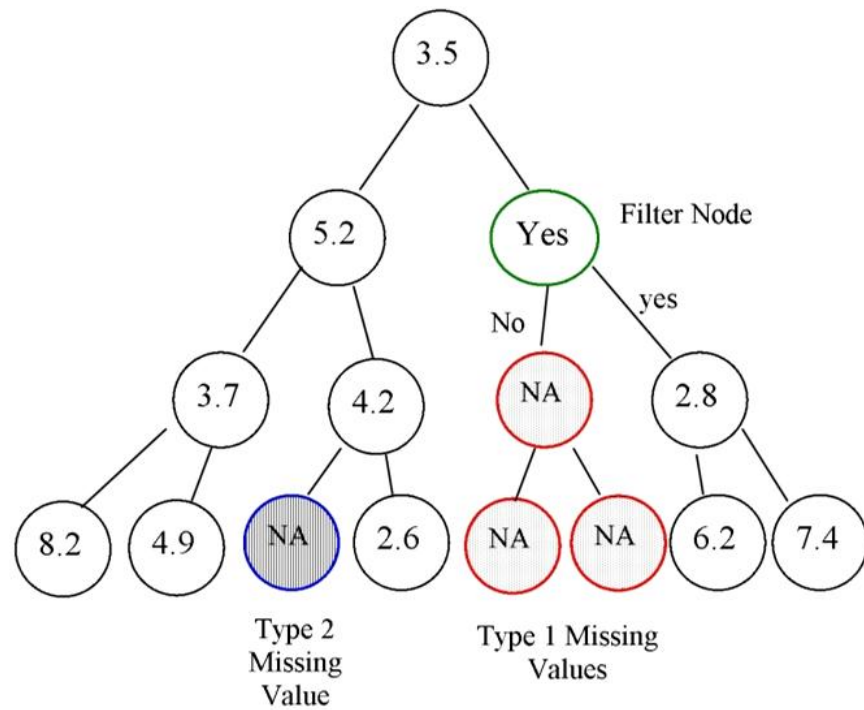 3.5
5.2
Yes
Filter Node
No
yes
3.7
4.2
NA
2.8
8.2
4.9
NA
2.6
NA
NA
6.2
7.4
Type 2
Missing
Value
Type 1 Missing
Values